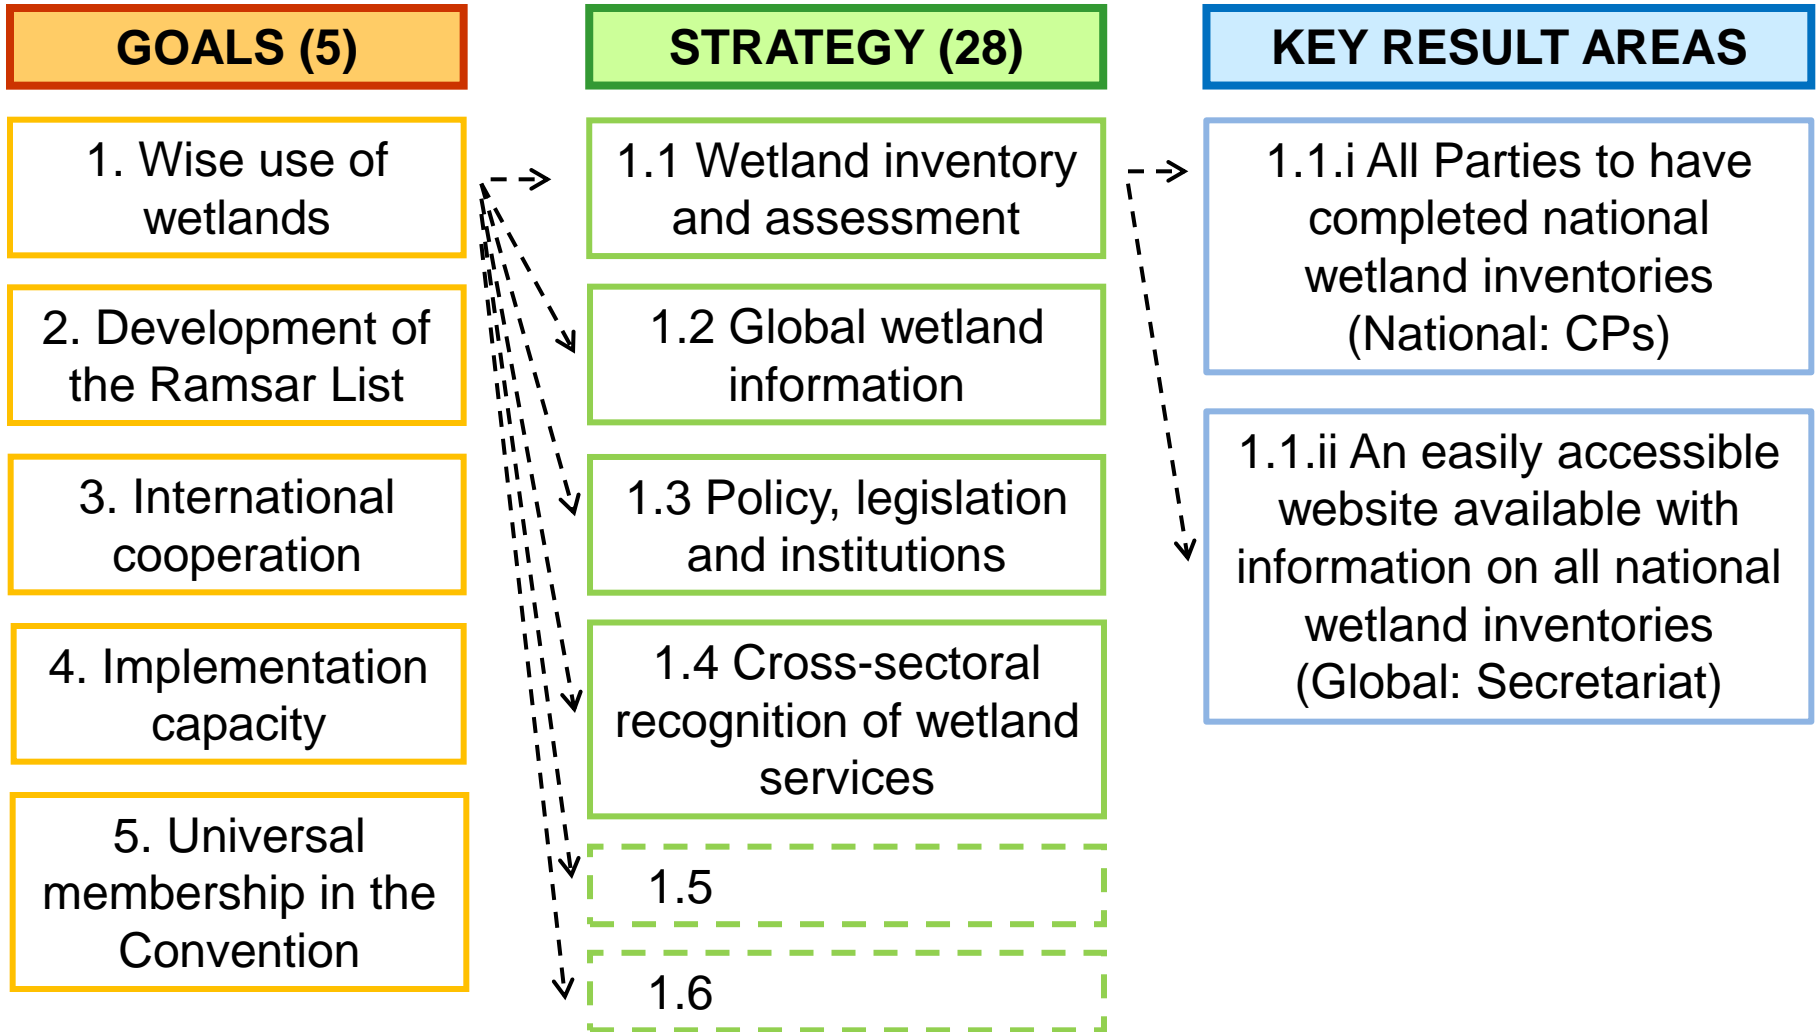 GOALS (5)
1. Wise use of
wetlands
2. Development of
the Ramsar List
3. International
cooperation
4. Implementation
capacity
5. Universal
membership in the
Convention
STRATEGY (28)
1.1 Wetland inventory
and assessment
1.2 Global wetland
information
1.3 Policy, legislation
and institutions
1.4 Cross-sectoral
recognition of wetland
services
1.5
1.6
KEY RESULT AREAS
1.1.i All Parties to have
completed national
wetland inventories
(National: CPs)
1.1.ii An easily accessible
website available with
information on all national
wetland inventories
(Global: Secretariat)